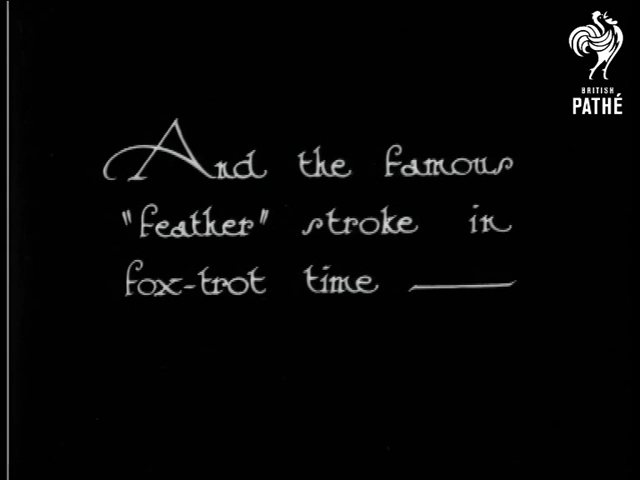 BRITISH
PATHÉ
And the famous
"feather" stroke in
fox-trot time —